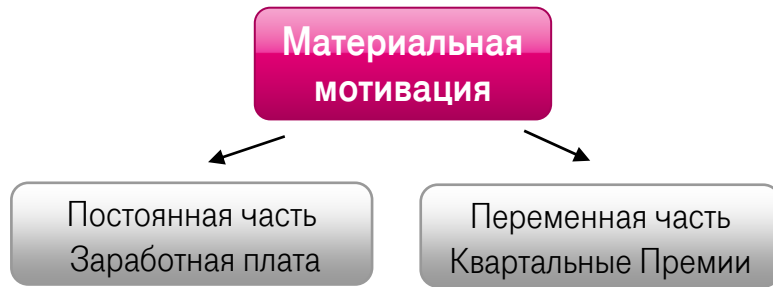 Материальная
мотивация
Постоянная часть
Заработная плата
Переменная часть
Квартальные Премии